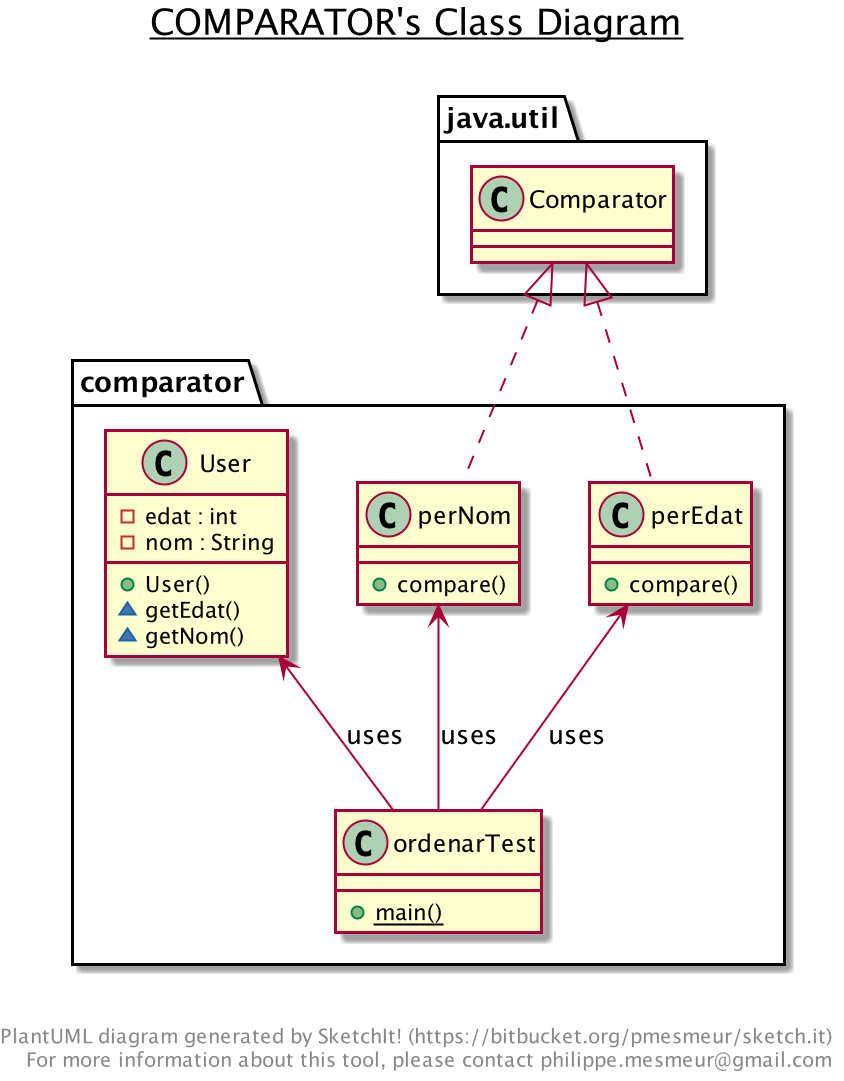 COMPARATOR's Class Diagram
java.util
C Comparator
comparator
C User
edat : int
nom : String
User()
getEdat()
getNom()
C perNom
compare()
C perEdat
compare()
uses
uses
uses
C ordenarTest
main()
PlantUML diagram generated by SketchIt! (https://bitbucket.org/pmesmeur/sketch.it)
For more information about this tool, please contact philippe.mesmeur@gmail.com